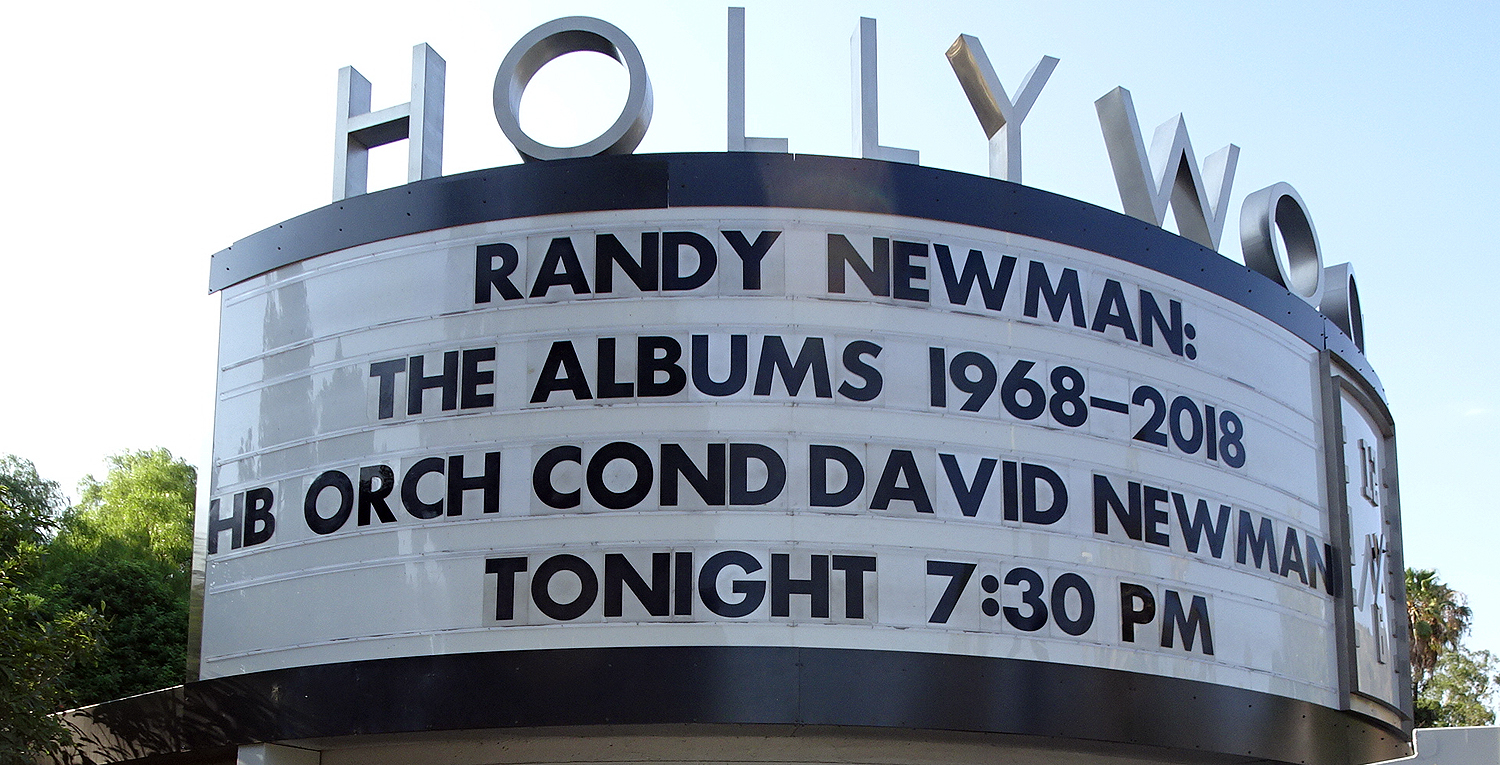 HOLLYWOO
RANDY NEWMAN:
THE ALBUMS 1968-2018
HB ORCH COND DAVID NEWMAN
TONIGHT 7:30 PM